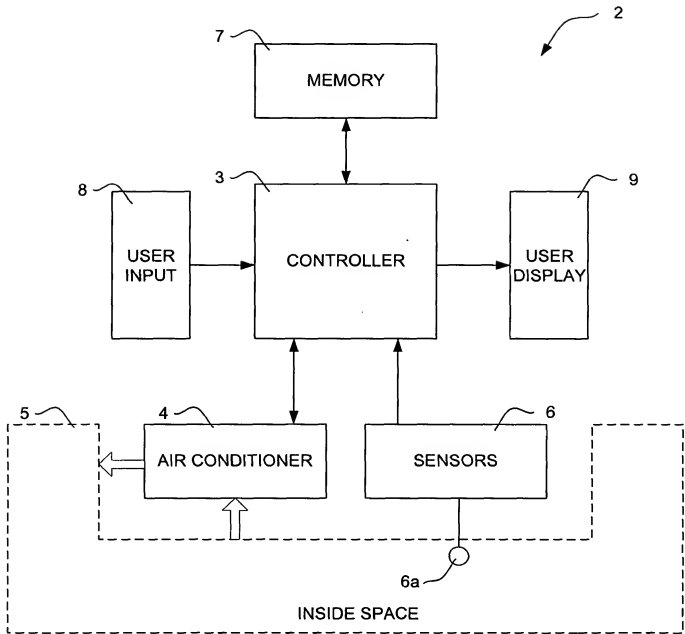 2
7
MEMORY
3
8
9
USER
INPUT
CONTROLLER
USER
DISPLAY
5
4
6
AIR CONDITIONER
SENSORS
6a
INSIDE SPACE